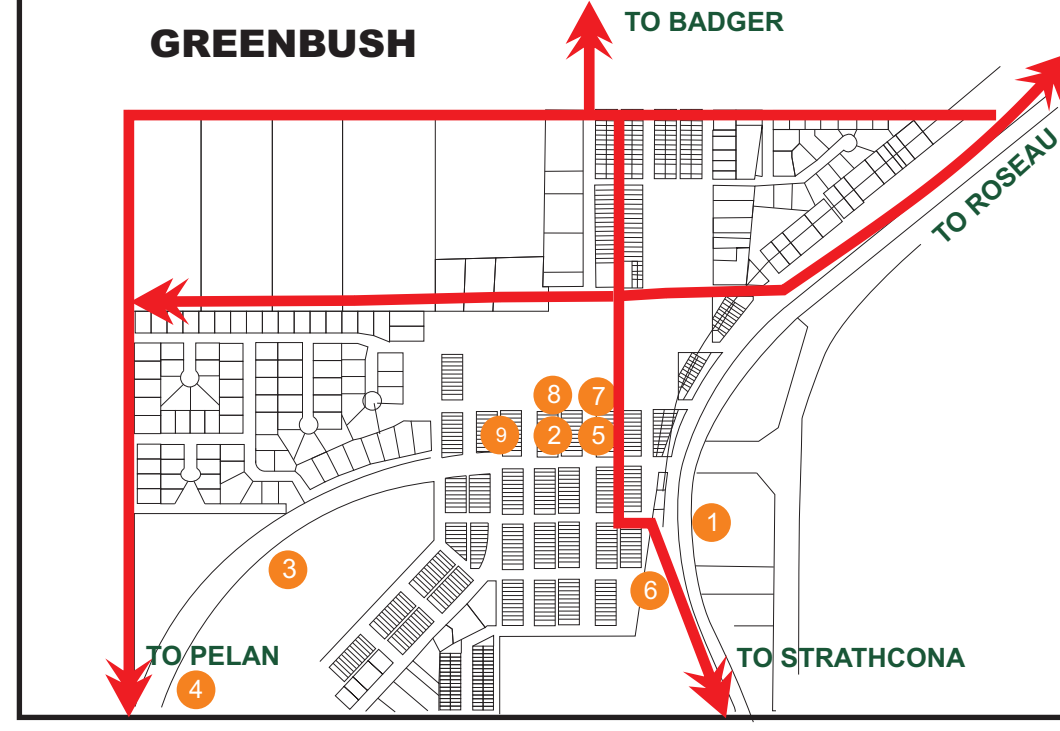 TO BADGER
GREENBUSH
TO ROSEAU
8 7
9 2 5
1
3
6
TO PELAN
TO STRATHCONA
4